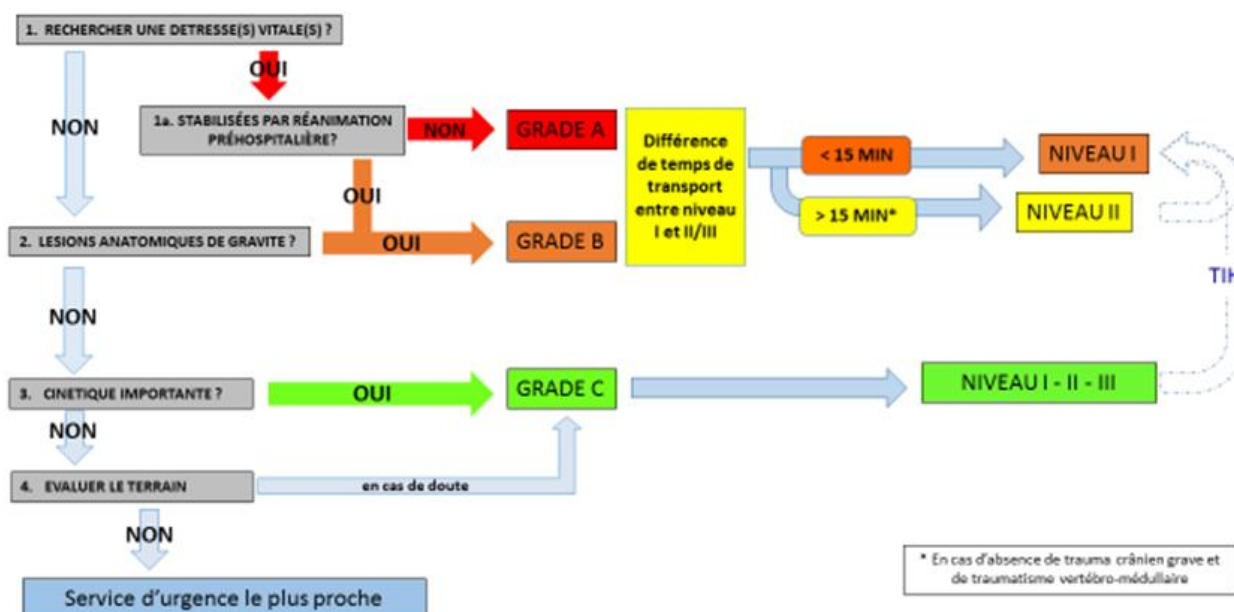 1. RECHERCHER UNE DETRESSE(S) VITALE(S) ?
OUI
NON
1a. STABILISÉES PAR RÉANIMATION
PRÉHOSPITALIÈRE?
NON
GRADE A
Différence
de temps de
transport
entre niveau
I et II/III
< 15 MIN
NIVEAU I
OUI
> 15 MIN*
NIVEAU II
2. LESIONS ANATOMIQUES DE GRAVITE ?
OUI
GRADE B
TIH
NON
3. CINETIQUE IMPORTANTE ?
OUI
GRADE C
NIVEAU I - II - III
NON
4. EVALUER LE TERRAIN
en cas de doute
NON
* En cas d'absence de trauma crânien grave et
de traumatisme vertébro-médullaire
Service d'urgence le plus proche